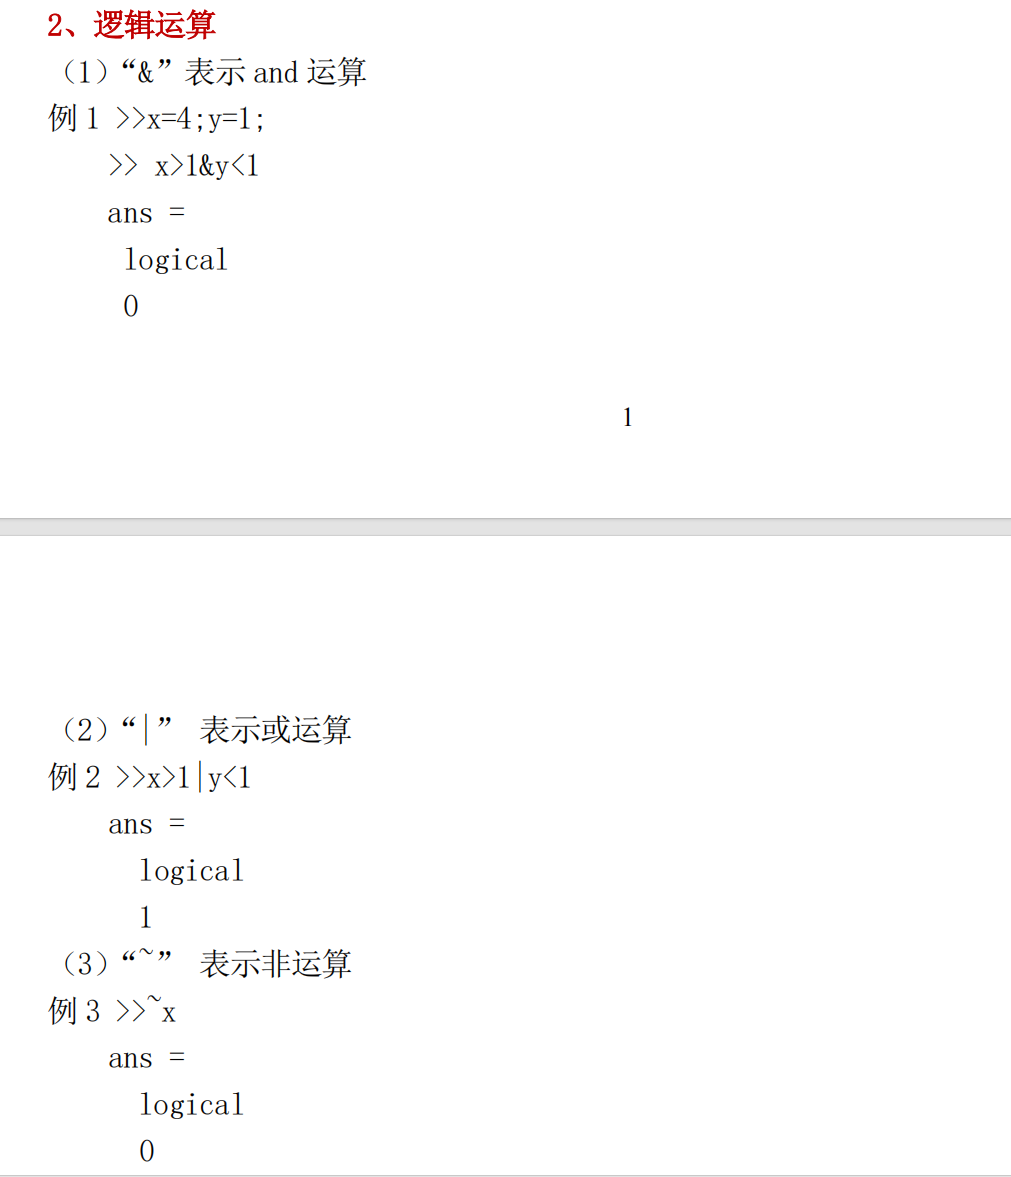 2、逻辑运算
（1）“&”表示 and 运算
例 1 >>x=4;y=1;
>> x>1&y<1
ans =
logical
0
1
（2）“|” 表示或运算
例 2 >>x>1|y<1
ans =
logical
1
（3）“~” 表示非运算
例 3 >>~x
ans =
logical
0